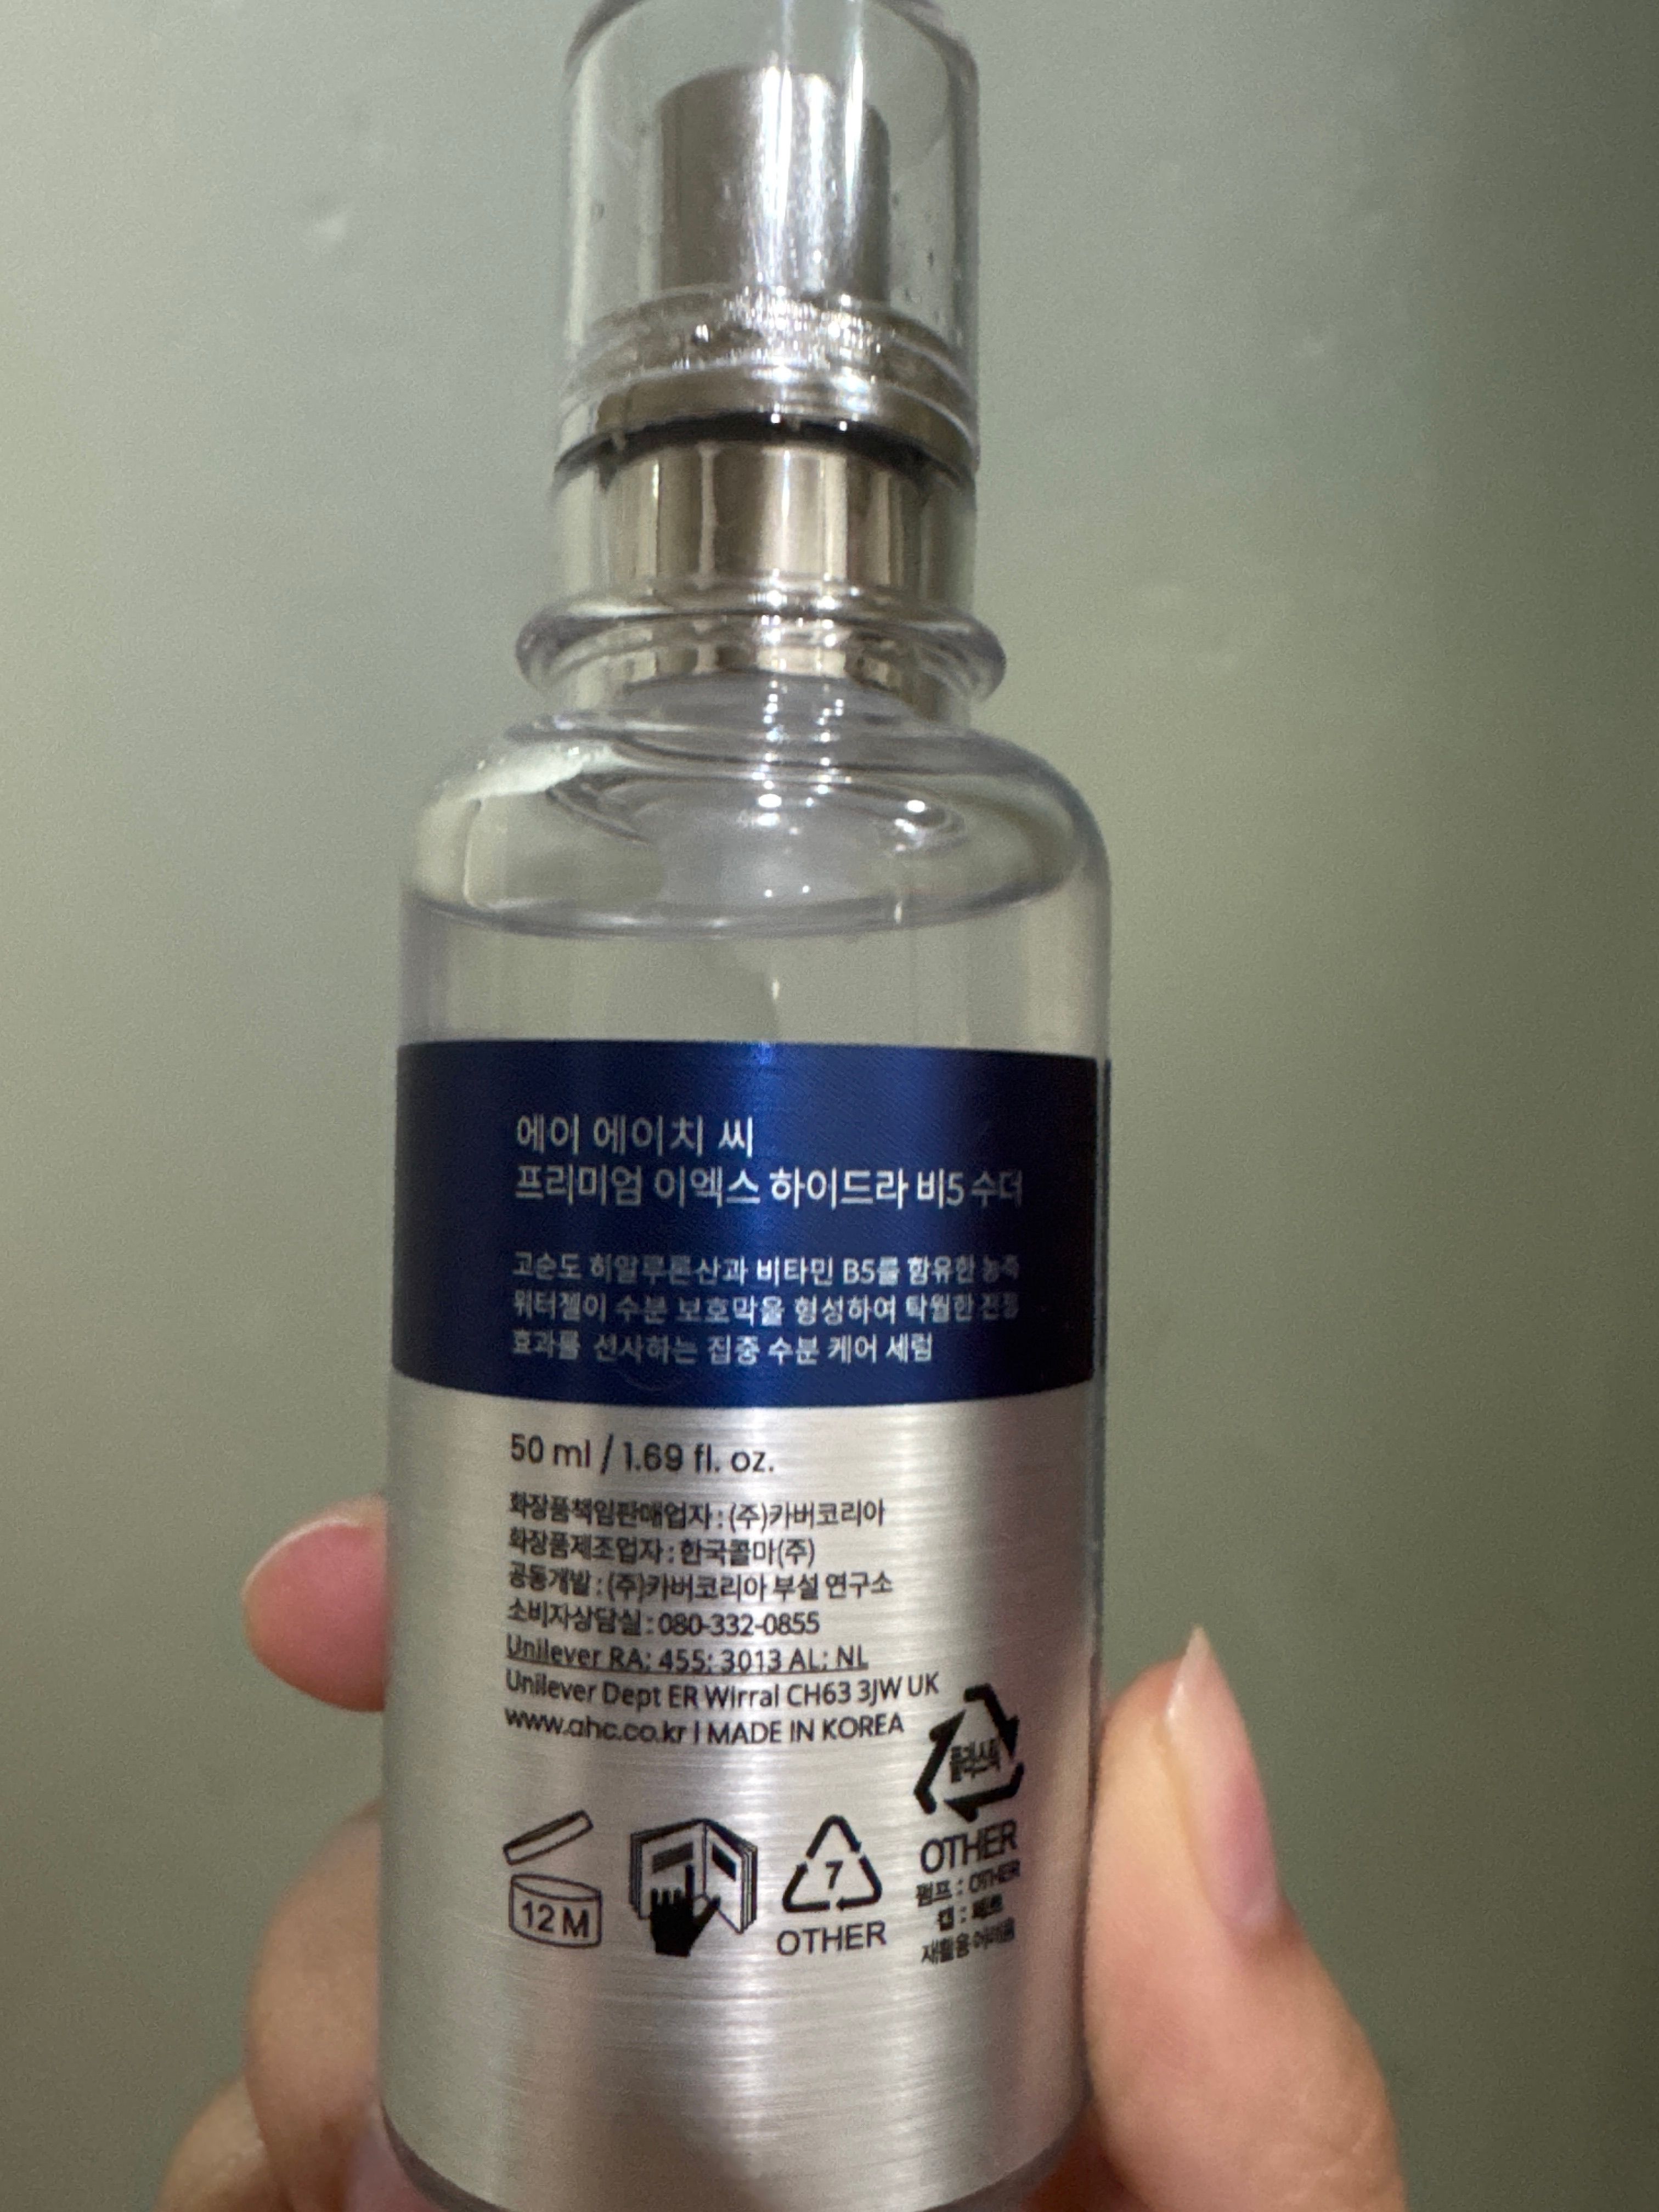 에이 에이치 씨
프리미엄 이엑스 하이드라 비5 수더
고순도 히알루론산과 비타민 B5를 함유한 농축
워터젤이 수분 보호막을 형성하여 탁월한 진정
효과를 선사하는 집중 수분 케어 세럼
50 ml / 1.69 fl. oz.
화장품책임판매업자 : (주)카버코리아
화장품제조업자 : 한국콜마(주)
공동개발 : (주)카버코리아 부설 연구소
소비자상담실 : 080-332-0855
Unilever RA; 455; 3013 AL; NL
Unilever Dept ER Wirral CH63 3JW UK
www.ahc.co.kr I MADE IN KOREA
플라스틱
OTHER
펌프 : OTHER
캡 : 페트
재활용 어려움
12 M
7
OTHER